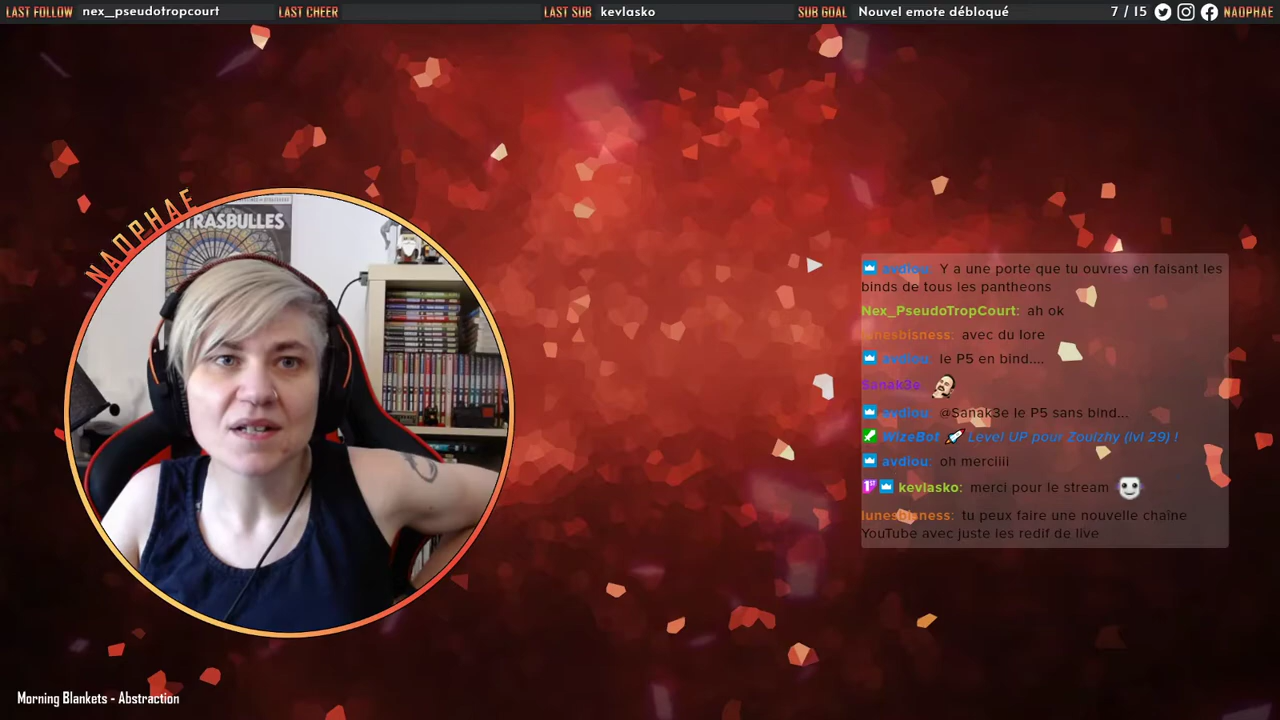 LAST FOLLOW nex_pseudotropcourt LAST CHEER LAST SUB kevlasko SUB GOAL Nouvel emote débloqué 7 / 15 NAOPHAE
NAOPHAE
STRASBULLES
avdiou: Y a une porte que tu ouvres en faisant les
binds de tous les pantheons
Nex_PseudoTropCourt: ah ok
lunesbisness: avec du lore
avdiou: le P5 en bind....
Sanak3e:
avdiou: @Sanak3e le P5 sans bind...
WizeBot Level UP pour Zoulzhy (lvl 29) !
avdiou: oh merciiii
1ST kevlasko: merci pour le stream
lunesbisness: tu peux faire une nouvelle chaîne
YouTube avec juste les redif de live
Morning Blankets - Abstraction